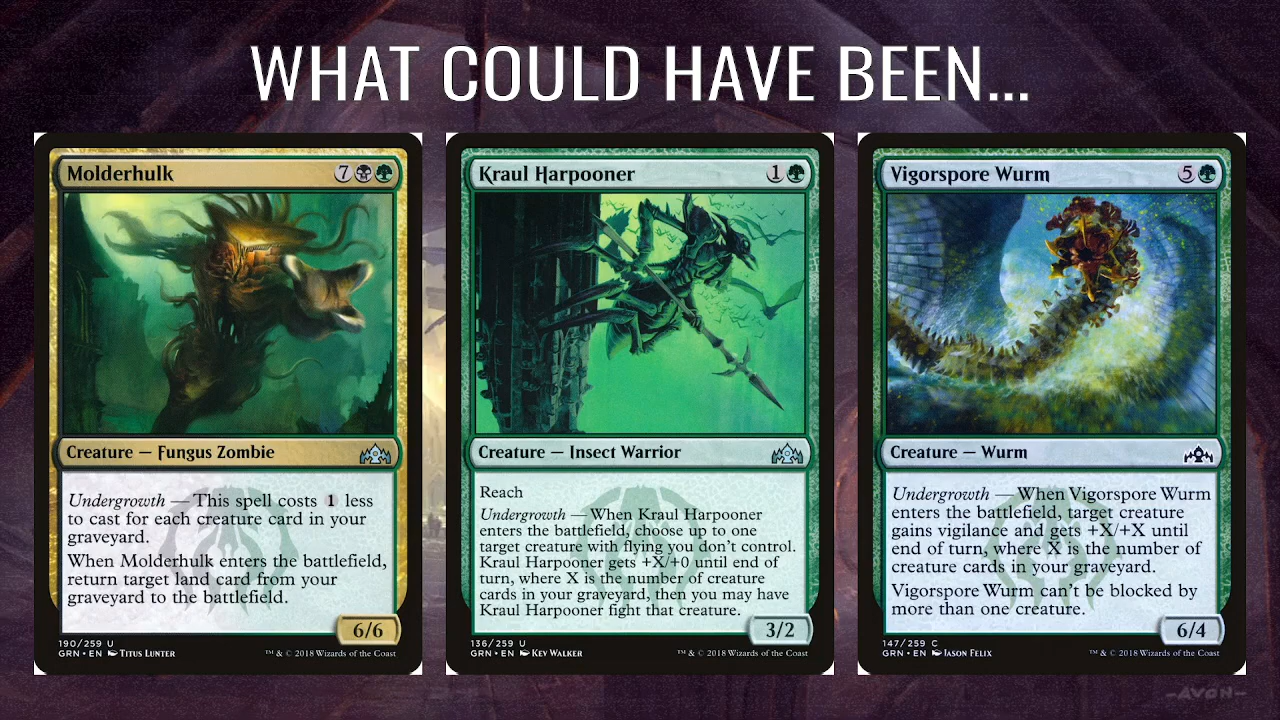 WHAT COULD HAVE BEEN...
Molderhulk 7
Creature — Fungus Zombie
Undergrowth — This spell costs 1 less
to cast for each creature card in your
graveyard.
When Molderhulk enters the battlefield,
return target land card from your
graveyard to the battlefield.
6/6
190/259 U
GRN • EN Titus Lunter
™ & © 2018 Wizards of the Coast
Kraul Harpooner 1
Creature — Insect Warrior
Reach
Undergrowth — When Kraul Harpooner
enters the battlefield, choose up to one
target creature with flying you don't control.
Kraul Harpooner gets +X/+0 until end of
turn, where X is the number of creature
cards in your graveyard, then you may have
Kraul Harpooner fight that creature.
3/2
136/259 U
GRN • EN Kev Walker
™ & © 2018 Wizards of the Coast
Vigorspore Wurm 5
Creature — Wurm
Undergrowth — When Vigorspore Wurm
enters the battlefield, target creature
gains vigilance and gets +X/+X until
end of turn, where X is the number of
creature cards in your graveyard.
Vigorspore Wurm can't be blocked by
more than one creature.
6/4
147/259 C
GRN • EN Jason Felix
™ & © 2018 Wizards of the Coast
-AVON-